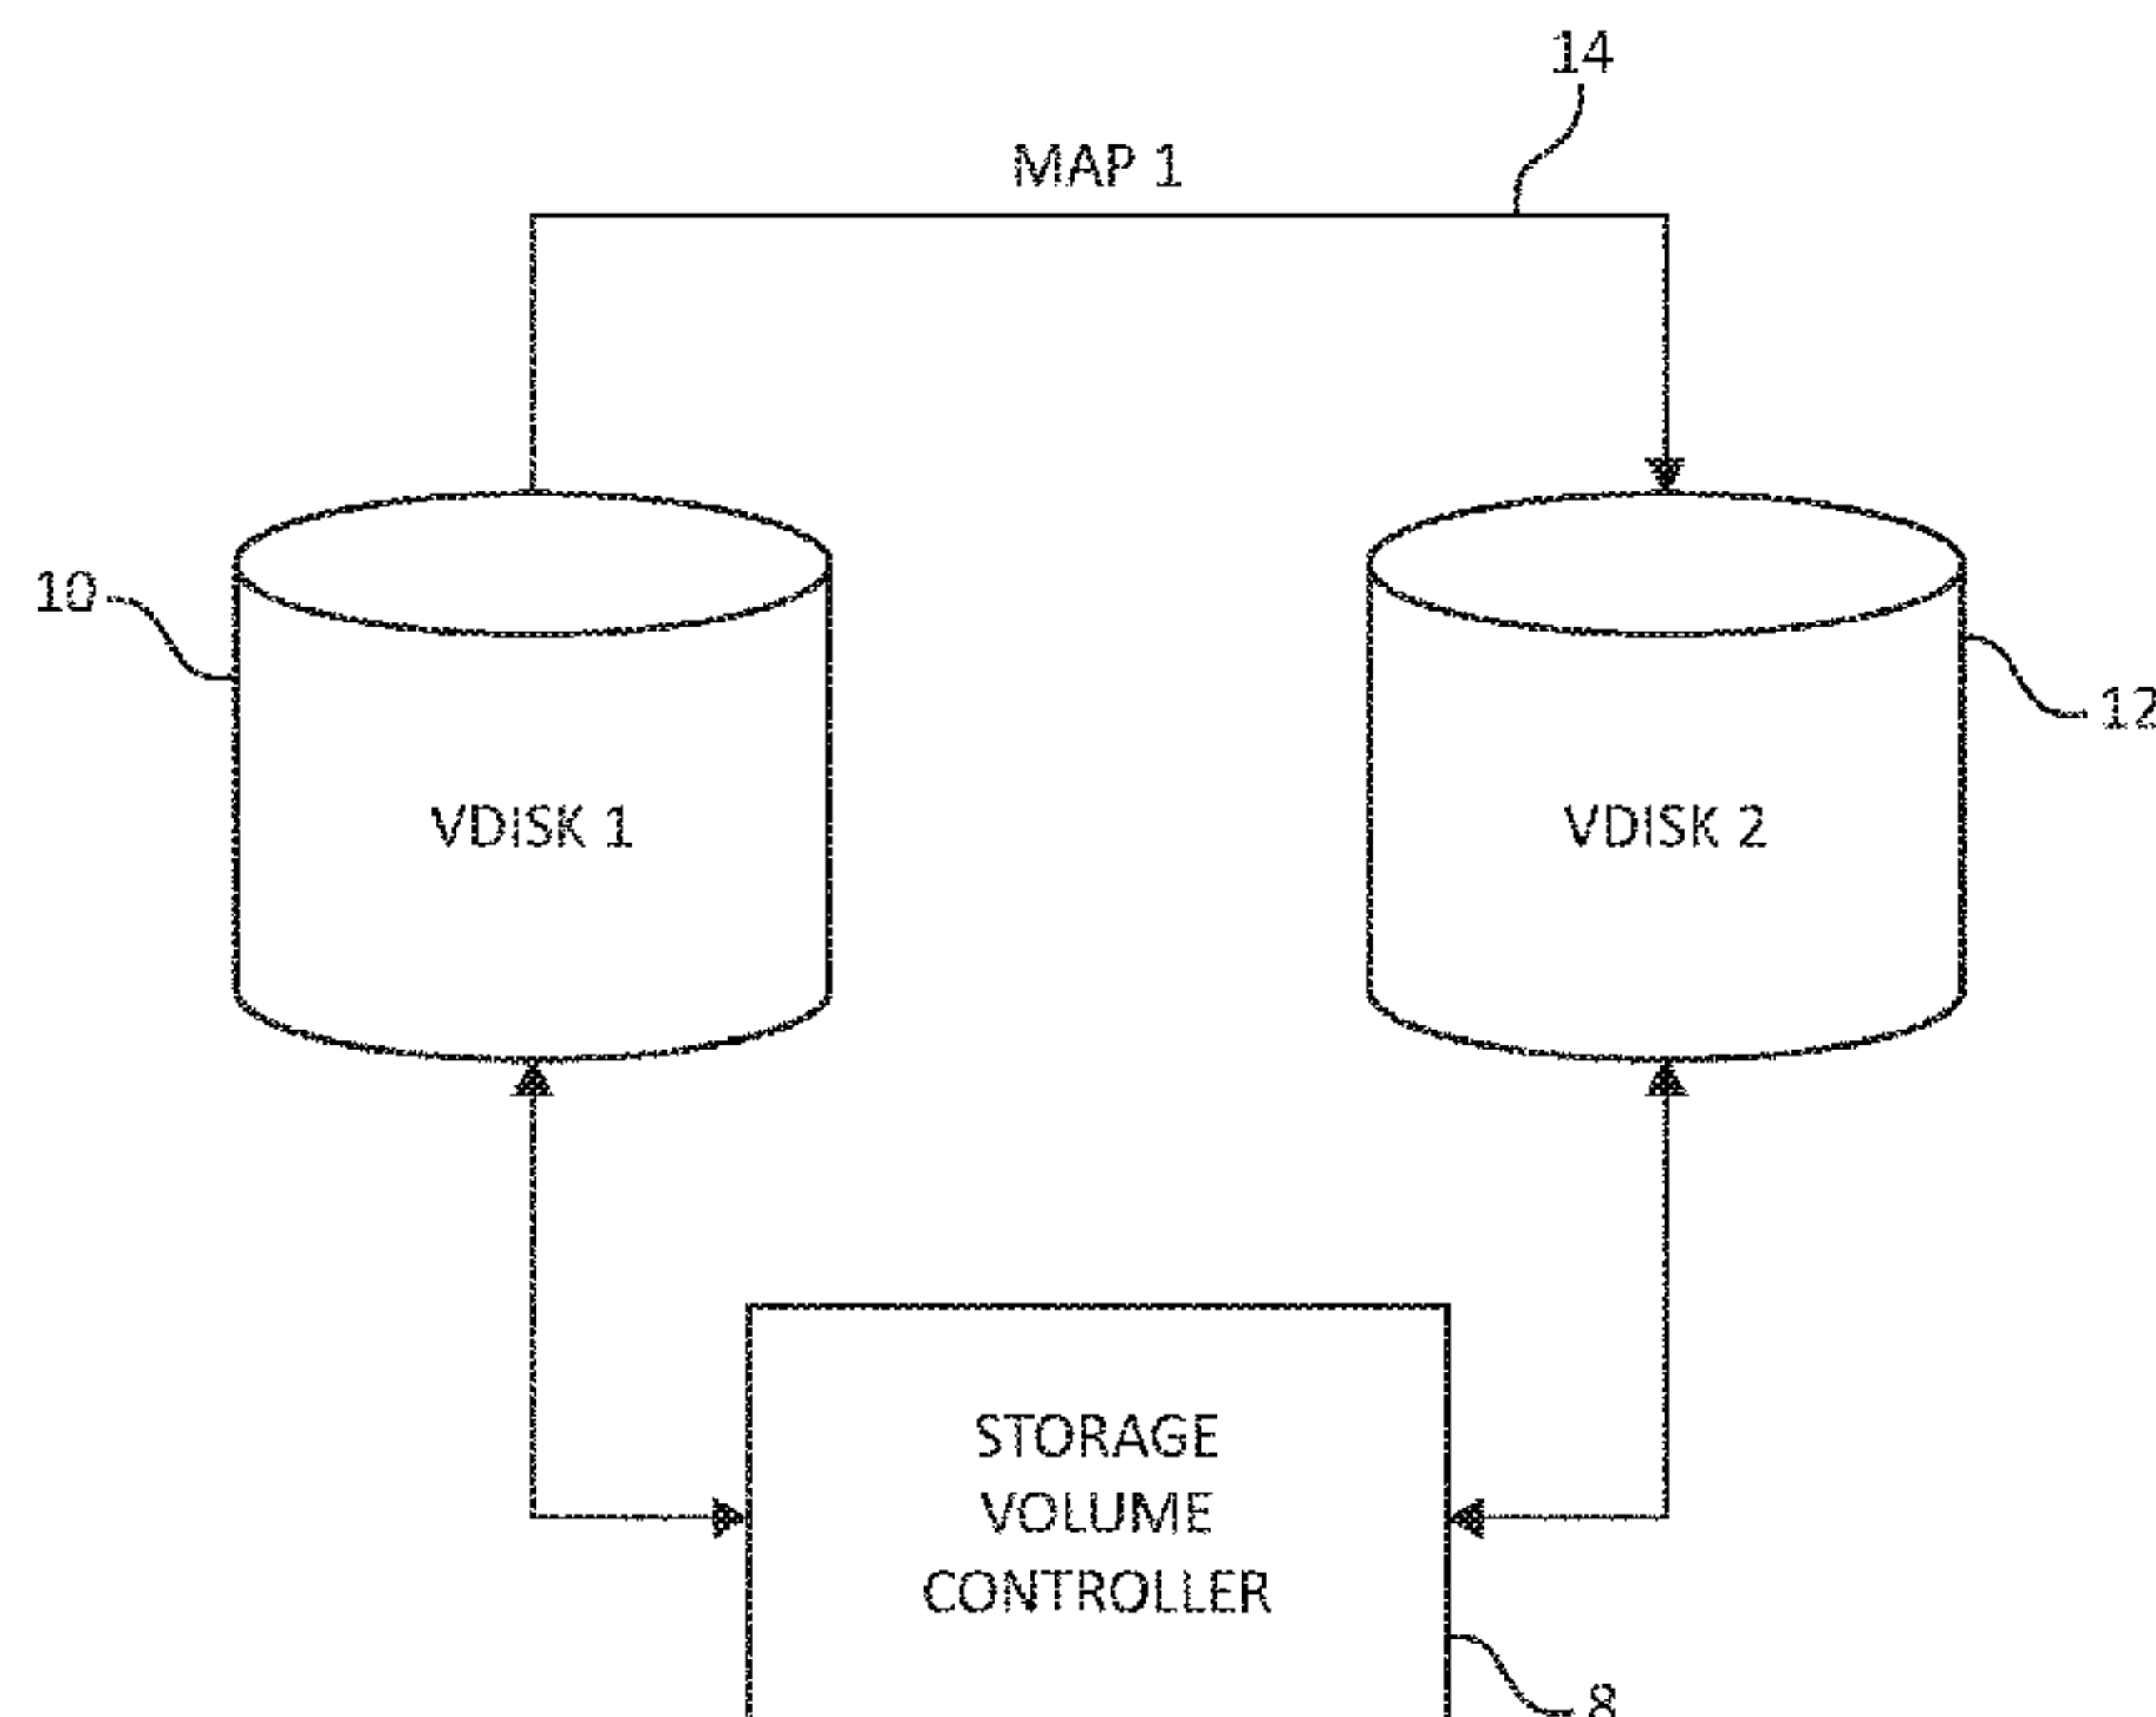 14
MAP 1
10
12
VDISK 1
VDISK 2
STORAGE
VOLUME
CONTROLLER
8